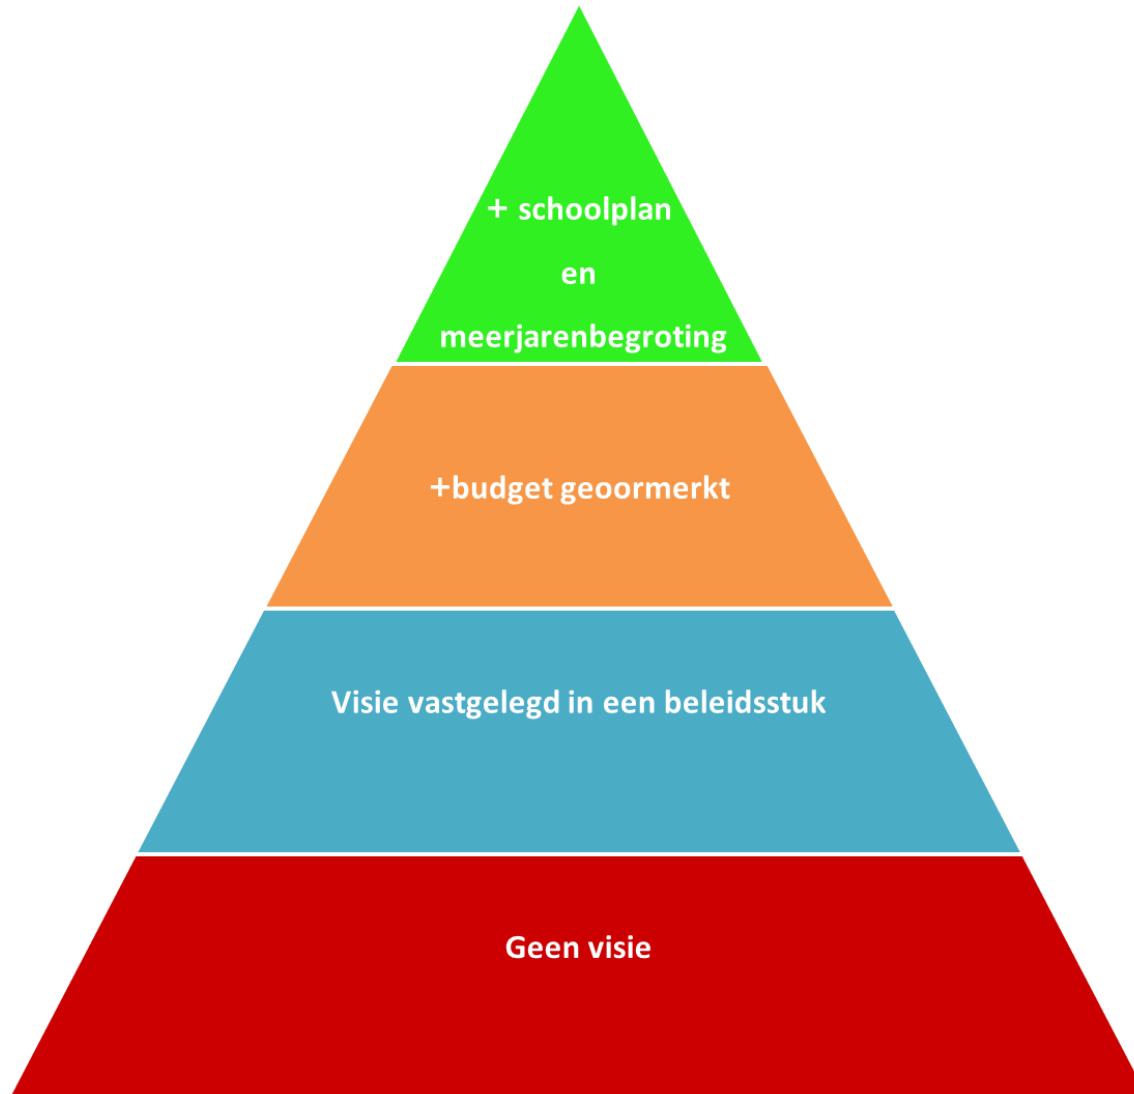 + schoolplan
en
meerjarenbegroting
+budget geoormerkt
Visie vastgelegd in een beleidsstuk
Geen visie